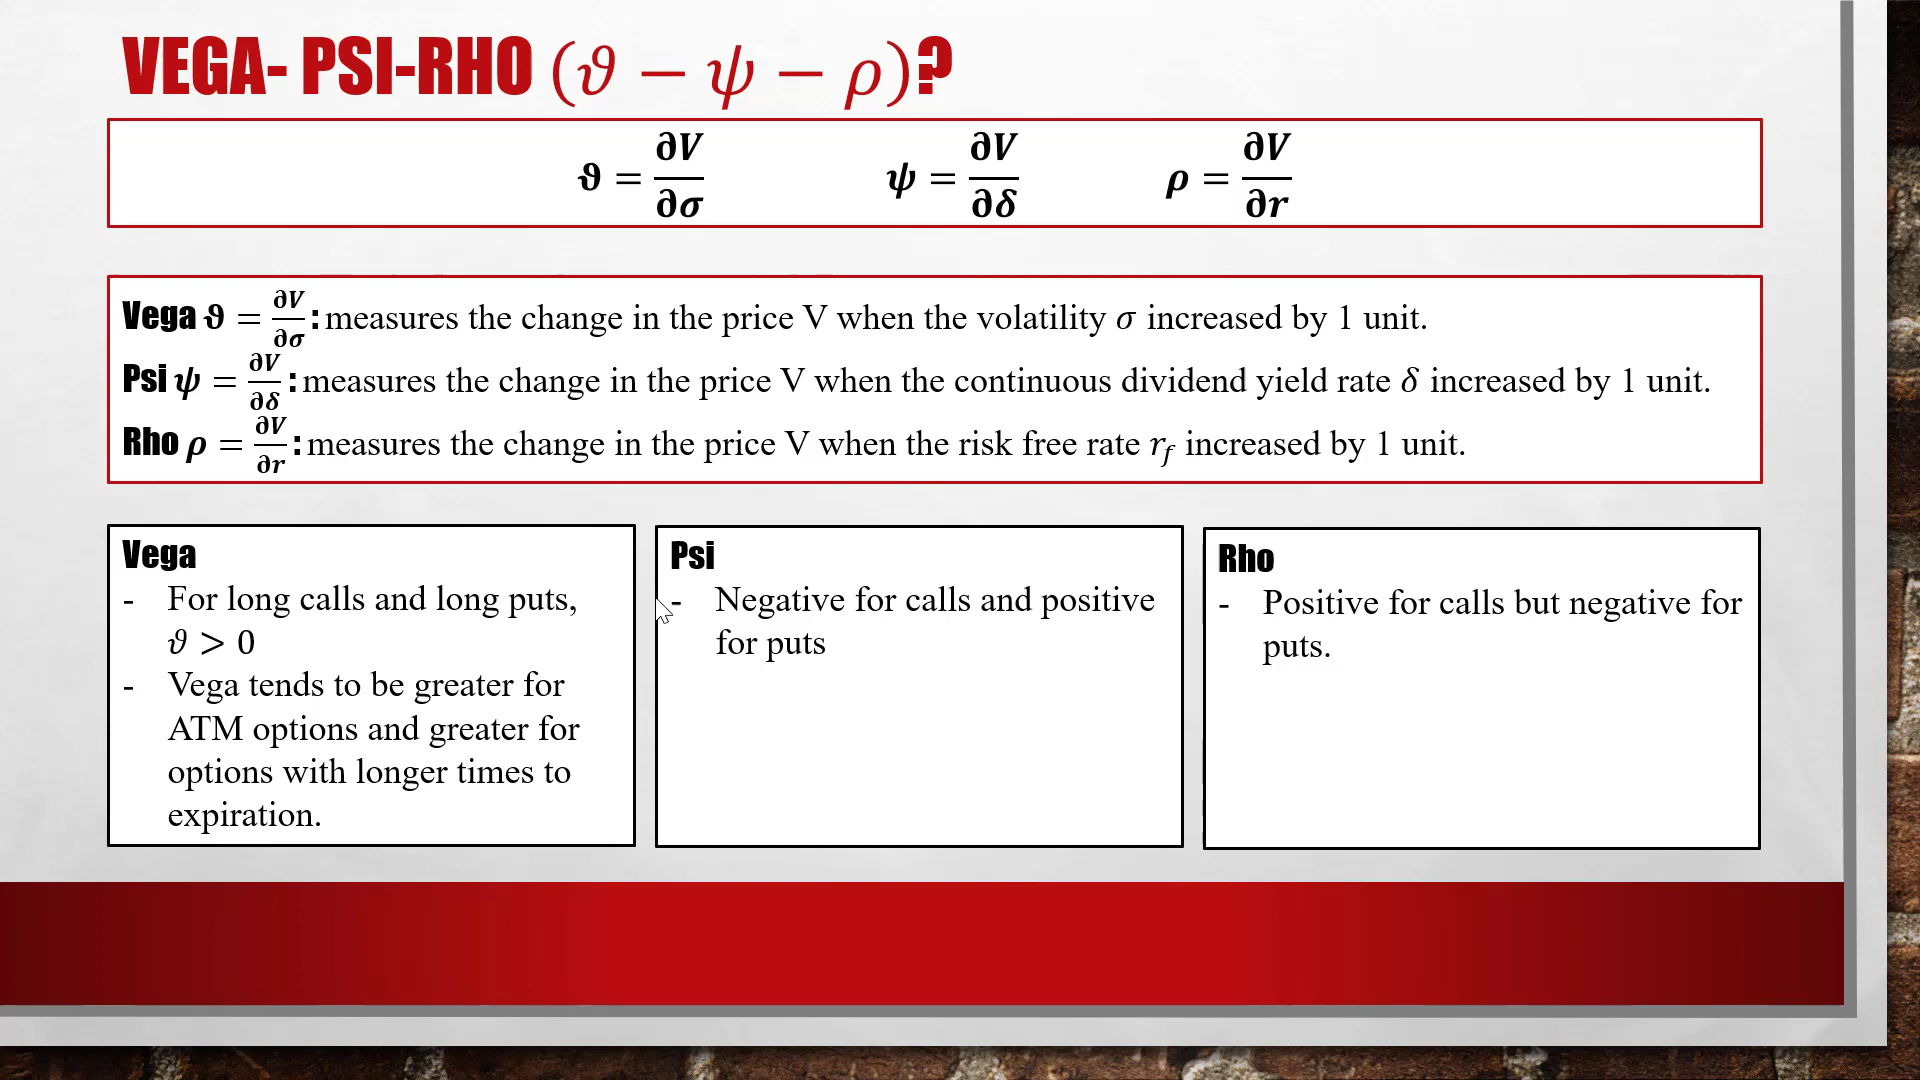 VEGA- PSI-RHO (ϑ − ψ − ρ)?
ϑ = ∂V/∂σ ψ = ∂V/∂δ ρ = ∂V/∂r
Vega ϑ = ∂V/∂σ: measures the change in the price V when the volatility σ increased by 1 unit.
Psi ψ = ∂V/∂δ: measures the change in the price V when the continuous dividend yield rate δ increased by 1 unit.
Rho ρ = ∂V/∂r: measures the change in the price V when the risk free rate r_f increased by 1 unit.
Vega
- For long calls and long puts,
ϑ > 0
- Vega tends to be greater for
ATM options and greater for
options with longer times to
expiration.
Psi
- Negative for calls and positive
for puts
Rho
- Positive for calls but negative for
puts.